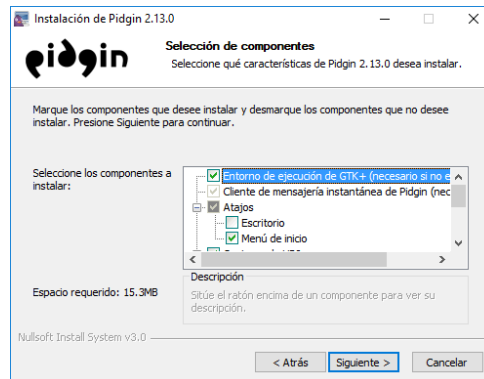 Instalación de Pidgin 2.13.0
pidgin
Selección de componentes
Seleccione qué características de Pidgin 2.13.0 desea instalar.
Marque los componentes que desee instalar y desmarque los componentes que no desee
instalar. Presione Siguiente para continuar.
Seleccione los componentes a
instalar:
Entorno de ejecución de GTK+ (necesario si no e
Cliente de mensajería instantánea de Pidgin (nec
Atajos
Escritorio
Menú de inicio
Espacio requerido: 15.3MB
Descripción
Sitúe el ratón encima de un componente para ver su
descripción.
Nullsoft Install System v3.0
< Atrás
Siguiente >
Cancelar